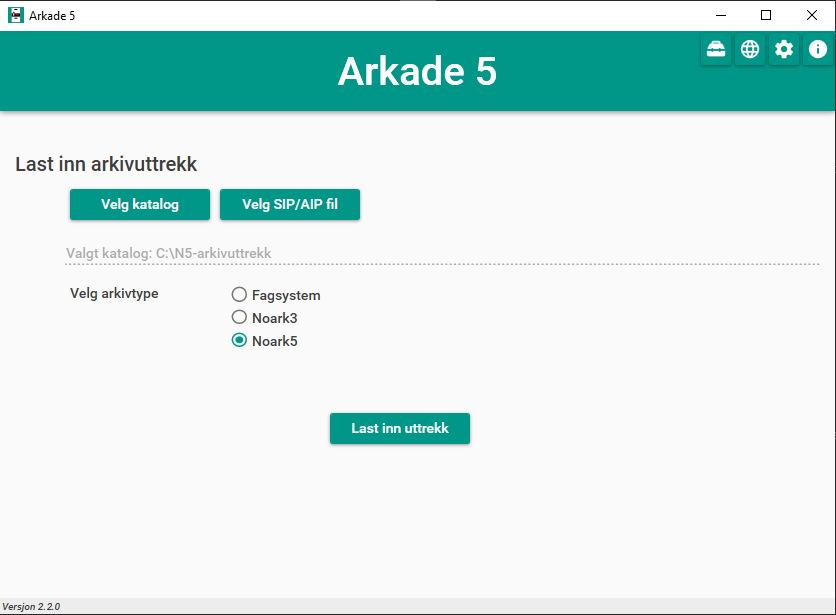 Arkade 5
Arkade 5
Last inn arkivuttrekk
Velg katalog
Velg SIP/AIP fil
Valgt katalog: C:\N5-arkivuttrekk
Velg arkivtype
Fagsystem
Noark3
Noark5
Last inn uttrekk
Versjon 2.2.0